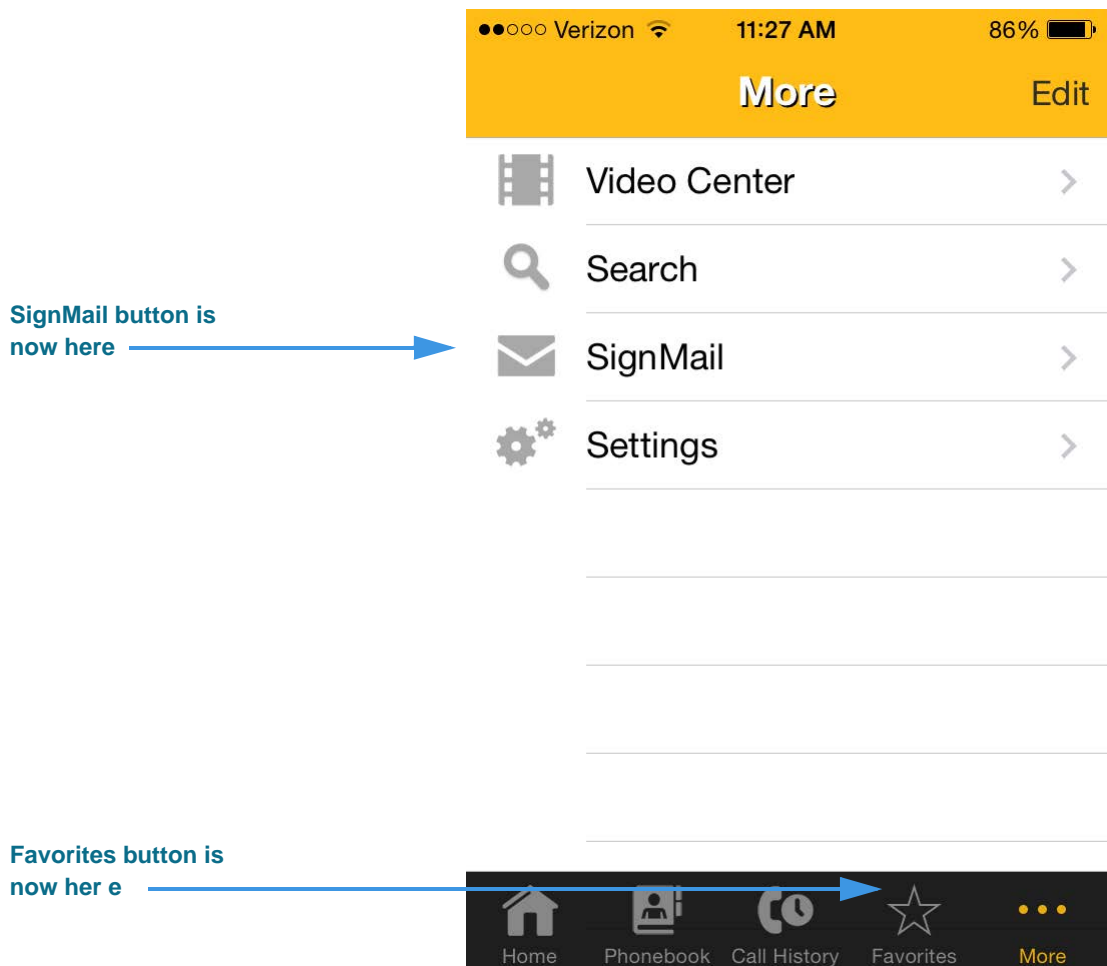 Verizon 11:27 AM 86%
More Edit
Video Center
Search
SignMail button is
now here
SignMail
Settings
Favorites button is
now her e
Home Phonebook Call History Favorites More